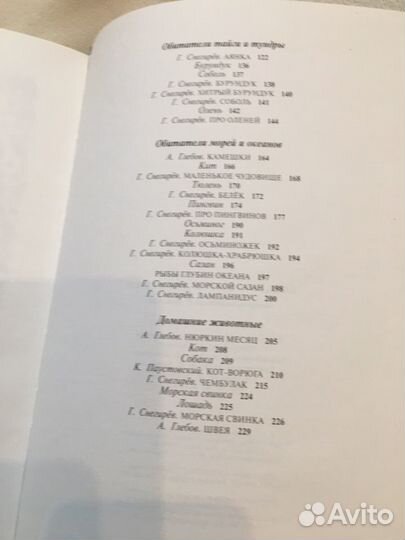 Обитатели тайги и тундры
Г. Снегирёв. АЯНКА 122
Бурундук 136
Соболь 137
Г. Снегирёв. БУРУНДУК 138
Г. Снегирёв. ХИТРЫЙ БУРУНДУК 140
Г. Снегирёв. СОБОЛЬ 141
Олень 142
Г. Снегирёв. ПРО ОЛЕНЕЙ 144
Обитатели морей и океанов
А. Глебов. КАМЕШКИ 164
Кит 166
Г. Снегирёв. МАЛЕНЬКОЕ ЧУДОВИЩЕ 168
Тюлень 170
Г. Снегирёв. БЕЛЁК 172
Пингвин 174
Г. Снегирёв. ПРО ПИНГВИНОВ 177
Осьминог 190
Колюшка 191
Г. Снегирёв. ОСЬМИНОЖЕК 192
Г. Снегирёв. КОЛЮШКА-ХРАБРЮШКА 194
Сазан 196
РЫБЫ ГЛУБИН ОКЕАНА 197
Г. Снегирёв. МОРСКОЙ САЗАН 198
Г. Снегирёв. ЛАМПАНИДУС 200
Домашние животные
А. Глебов. НЮРКИН МЕСЯЦ 205
Кот 208
Собака 209
К. Паустовский. КОТ-ВОРЮГА 210
Г. Снегирёв. ЧЕМБУЛАК 215
Морская свинка 224
Лошадь 225
Г. Снегирёв. МОРСКАЯ СВИНКА 226
А. Глебов. ШВЕЯ 229
Avito